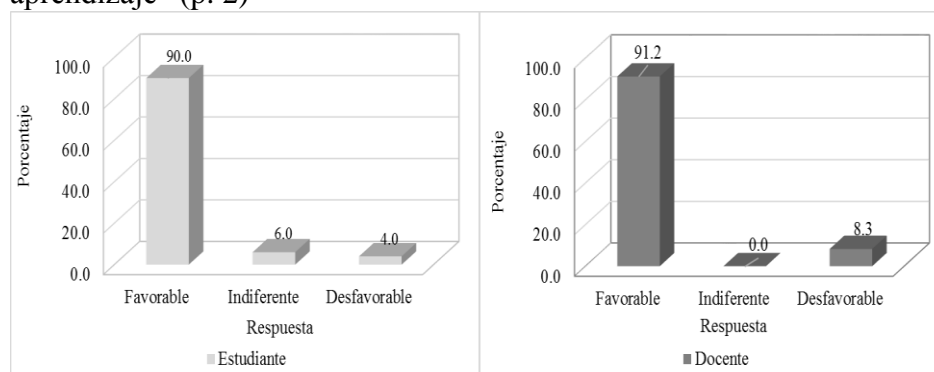 aprendizaje" (p. 2)
90.0
100.0
80.0
60.0
40.0
20.0
0.0
6.0
4.0
Porcentaje
Favorable Indiferente Desfavorable
Respuesta
Estudiante
91.2
100.0
80.0
60.0
40.0
20.0
0.0
0.0
8.3
Porcentaje
Favorable Indiferente Desfavorable
Respuesta
Docente